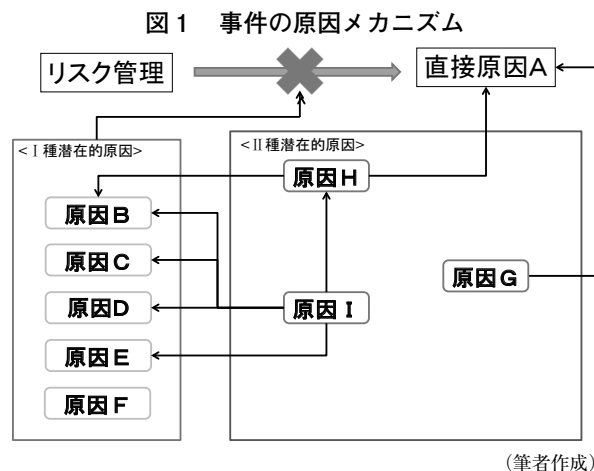 図1 事件の原因メカニズム
リスク管理
直接原因A
<Ⅰ種潜在的原因>
原因B
原因C
原因D
原因E
原因F
<Ⅱ種潜在的原因>
原因H
原因G
原因I
(筆者作成)